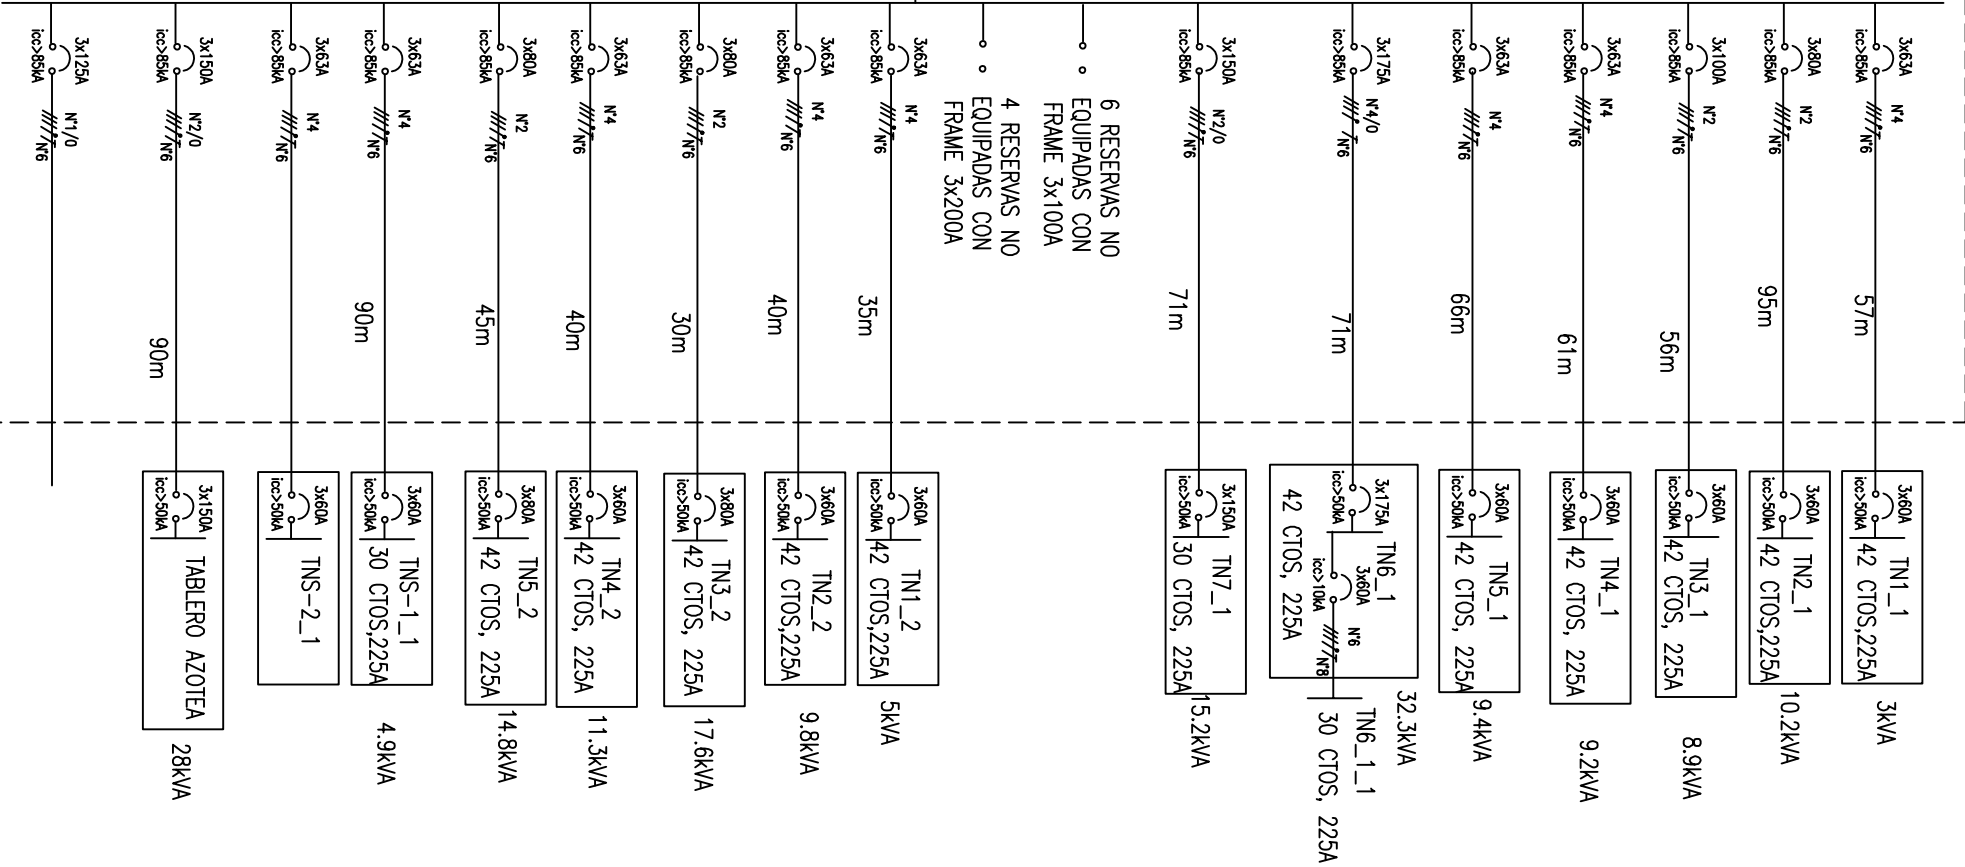 3x63A
icc>85kA
N°4
N°6
57m
3x60A
icc>50kA
TN1_1
42 CTOS,225A
3kVA
3x80A
icc>85kA
N°2
N°6
95m
3x60A
icc>50kA
TN2_1
42 CTOS,225A
10.2kVA
3x100A
icc>85kA
N°2
N°6
56m
3x60A
icc>50kA
TN3_1
42 CTOS, 225A
8.9kVA
3x63A
icc>85kA
N°4
N°6
61m
3x60A
icc>50kA
TN4_1
42 CTOS, 225A
9.2kVA
3x63A
icc>85kA
N°4
N°6
66m
3x60A
icc>50kA
TN5_1
42 CTOS, 225A
9.4kVA
3x175A
icc>85kA
N°4/0
N°6
71m
3x175A
icc>50kA
TN6_1
42 CTOS, 225A
32.3kVA
3x60A
icc>10kA
N°6
T
N°8
TN6_1_1
30 CTOS, 225A
3x150A
icc>85kA
N°2/0
N°6
71m
3x150A
icc>50kA
TN7_1
30 CTOS, 225A
15.2kVA
6 RESERVAS NO
EQUIPADAS CON
FRAME 3x100A
4 RESERVAS NO
EQUIPADAS CON
FRAME 3x200A
3x63A
icc>85kA
N°4
N°6
35m
3x60A
icc>50kA
TN1_2
42 CTOS,225A
5kVA
3x63A
icc>85kA
N°4
N°6
40m
3x60A
icc>50kA
TN2_2
42 CTOS,225A
9.8kVA
3x80A
icc>85kA
N°2
N°6
30m
3x80A
icc>50kA
TN3_2
42 CTOS, 225A
17.6kVA
3x63A
icc>85kA
N°4
N°6
40m
3x60A
icc>50kA
TN4_2
42 CTOS, 225A
11.3kVA
3x80A
icc>85kA
N°2
N°6
45m
3x80A
icc>50kA
TN5_2
42 CTOS, 225A
14.8kVA
3x63A
icc>85kA
N°4
N°6
90m
3x60A
icc>50kA
TNS-1_1
30 CTOS,225A
4.9kVA
3x63A
icc>85kA
N°4
N°6
3x60A
icc>50kA
TNS-2_1
3x150A
icc>85kA
N°2/0
N°6
90m
3x150A
icc>50kA
TABLERO AZOTEA
28kVA
3x125A
icc>85kA
N°1/0
N°6